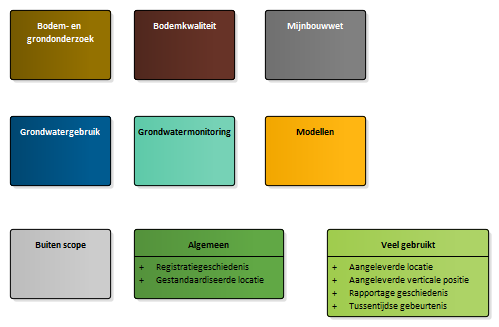 Bodem- en
grondonderzoek
Bodemkwaliteit
Mijnbouwwet
Grondwatergebruik
Grondwatermonitoring
Modellen
Buiten scope
Algemeen
+ Registratiegeschiedenis
+ Gestandaardiseerde locatie
Veel gebruikt
+ Aangeleverde locatie
+ Aangeleverde verticale positie
+ Rapportage geschiedenis
+ Tussentijdse gebeurtenis